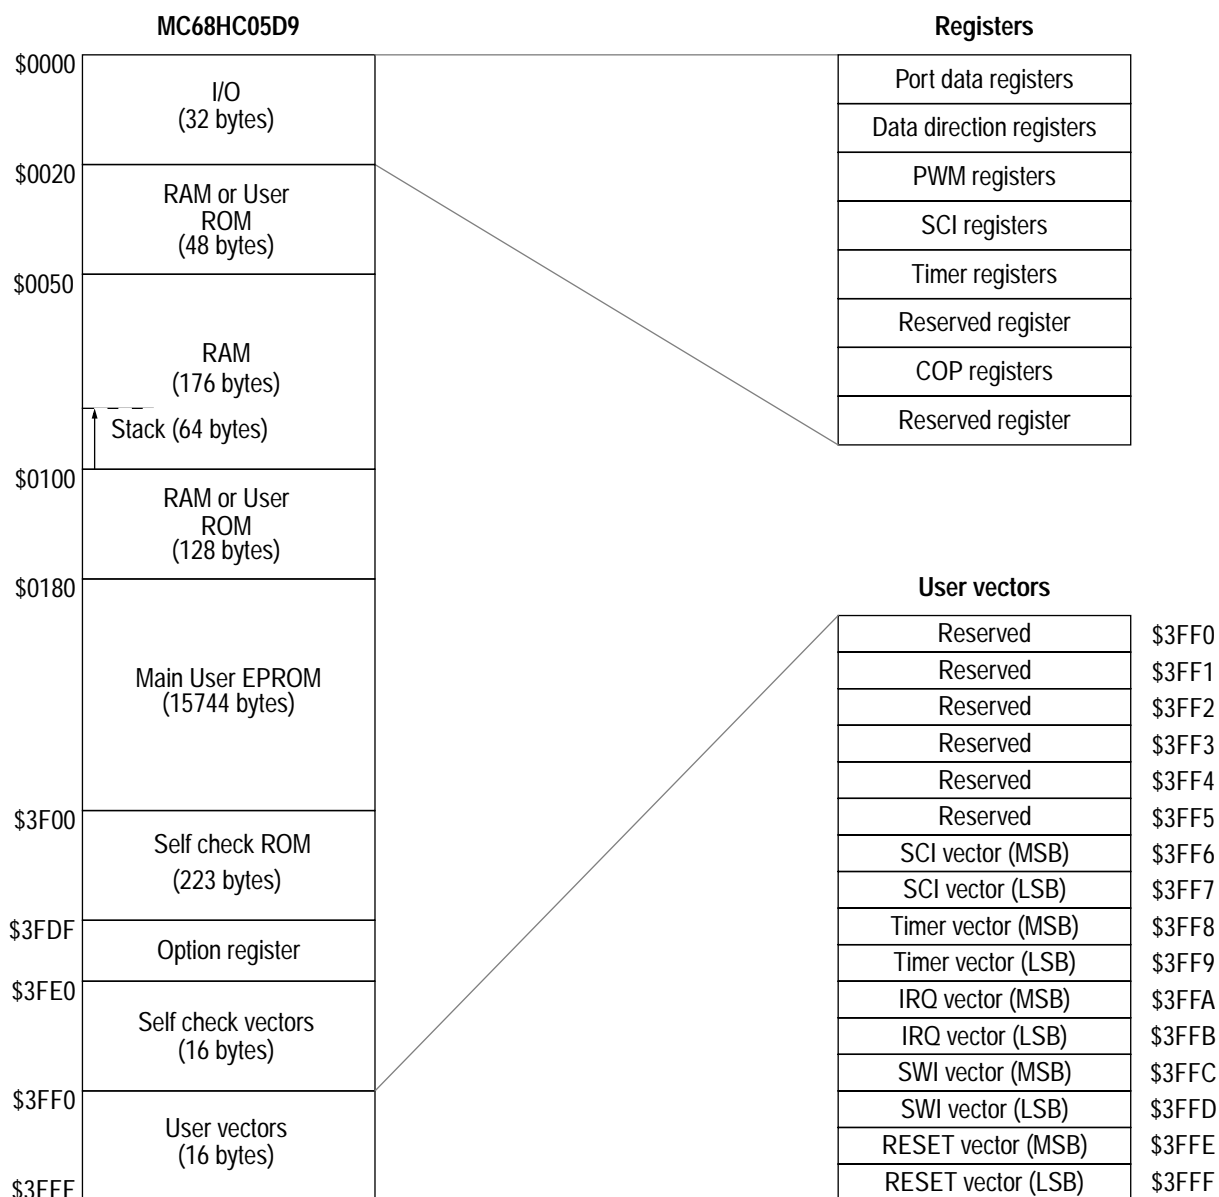 MC68HC05D9
$0000
I/O
(32 bytes)
$0020
RAM or User
ROM
(48 bytes)
$0050
RAM
(176 bytes)
Stack (64 bytes)
$0100
RAM or User
ROM
(128 bytes)
$0180
Main User EPROM
(15744 bytes)
$3F00
Self check ROM
(223 bytes)
$3FDF
Option register
$3FE0
Self check vectors
(16 bytes)
$3FF0
User vectors
(16 bytes)
$3FFF
Registers
Port data registers
Data direction registers
PWM registers
SCI registers
Timer registers
Reserved register
COP registers
Reserved register
User vectors
Reserved $3FF0
Reserved $3FF1
Reserved $3FF2
Reserved $3FF3
Reserved $3FF4
Reserved $3FF5
SCI vector (MSB) $3FF6
SCI vector (LSB) $3FF7
Timer vector (MSB) $3FF8
Timer vector (LSB) $3FF9
IRQ vector (MSB) $3FFA
IRQ vector (LSB) $3FFB
SWI vector (MSB) $3FFC
SWI vector (LSB) $3FFD
RESET vector (MSB) $3FFE
RESET vector (LSB) $3FFF